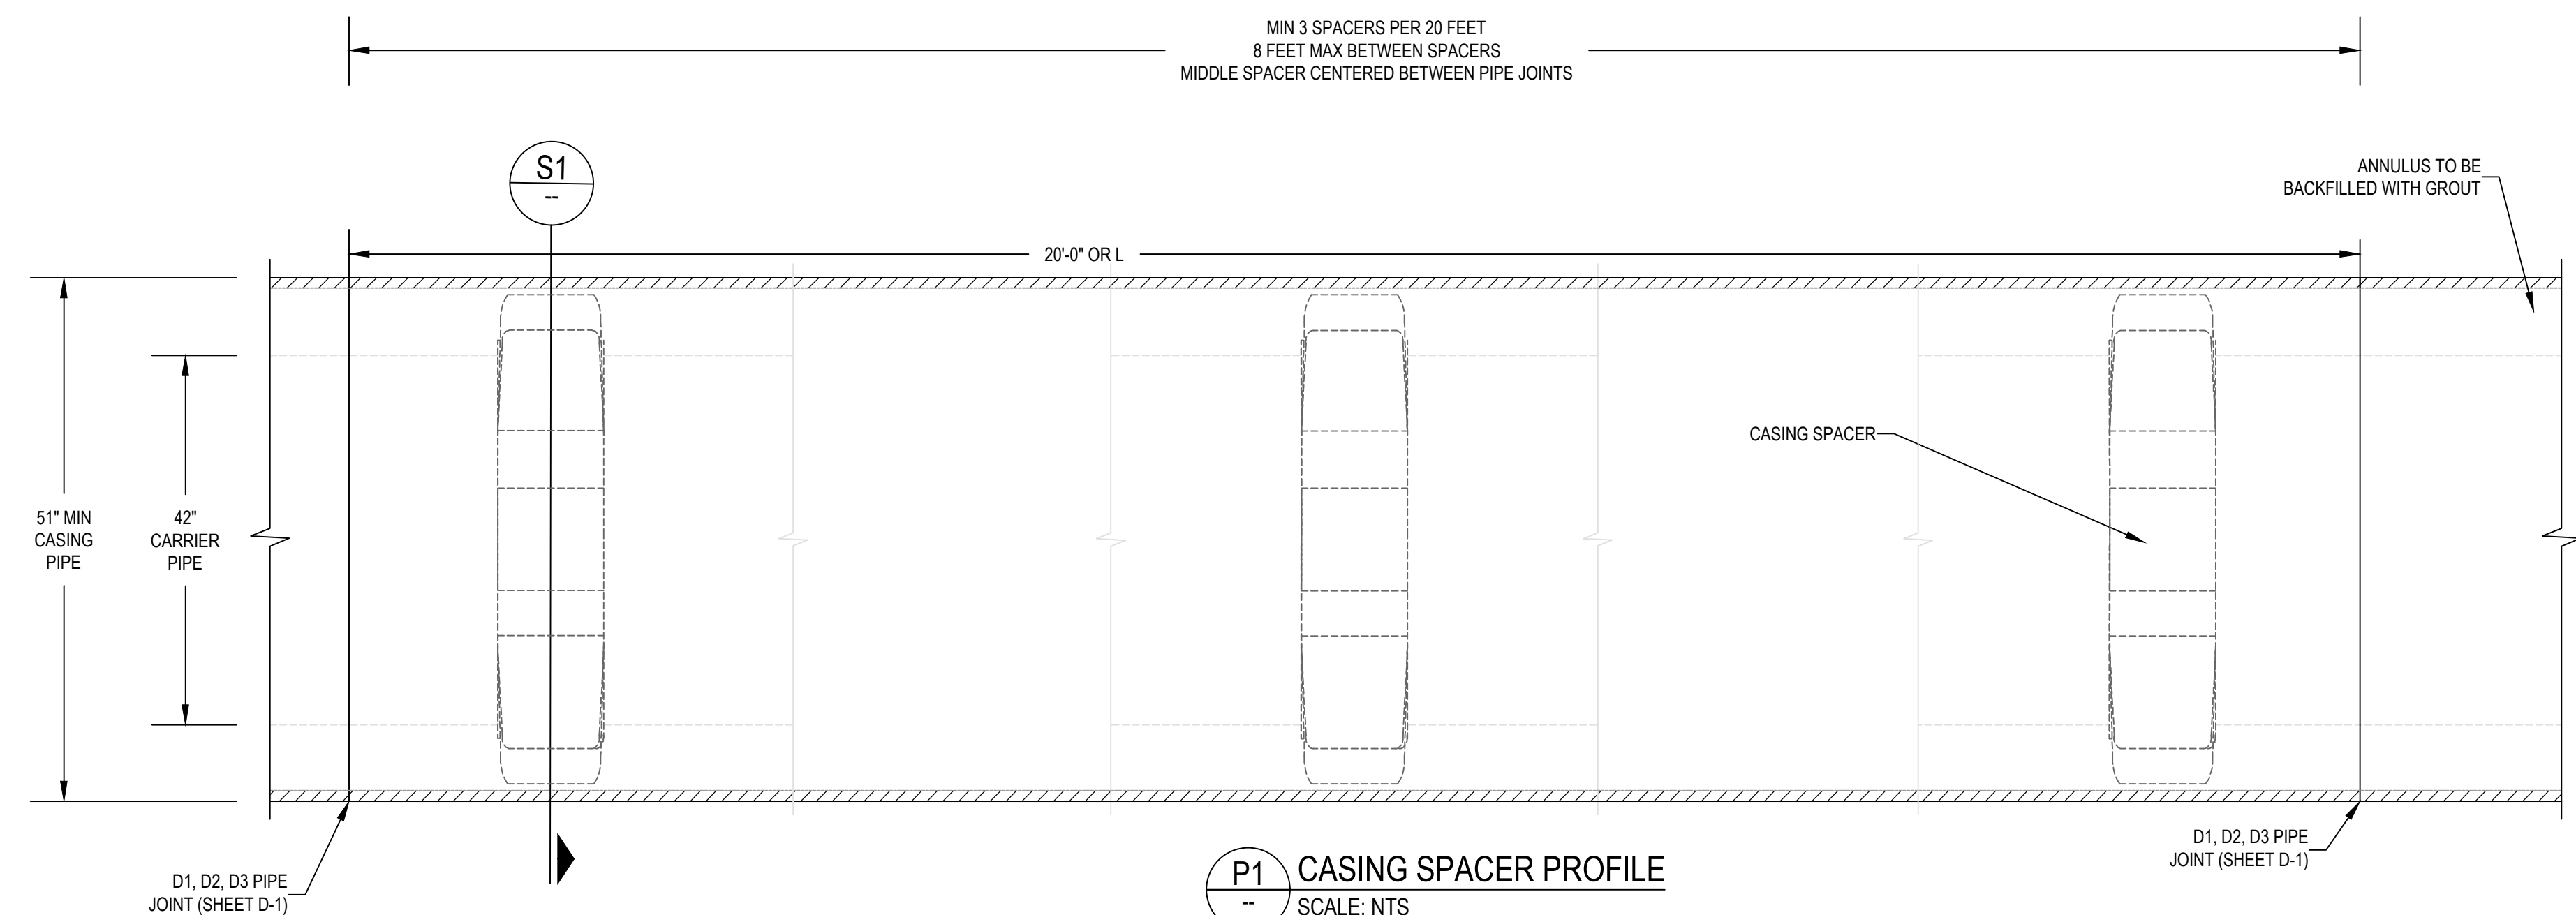 MIN 3 SPACERS PER 20 FEET
8 FEET MAX BETWEEN SPACERS
MIDDLE SPACER CENTERED BETWEEN PIPE JOINTS
S1
--
ANNULUS TO BE
BACKFILLED WITH GROUT
20'-0" OR L
CASING SPACER
51" MIN
CASING
PIPE
42"
CARRIER
PIPE
D1, D2, D3 PIPE
JOINT (SHEET D-1)
D1, D2, D3 PIPE
JOINT (SHEET D-1)
P1
--
CASING SPACER PROFILE
SCALE: NTS